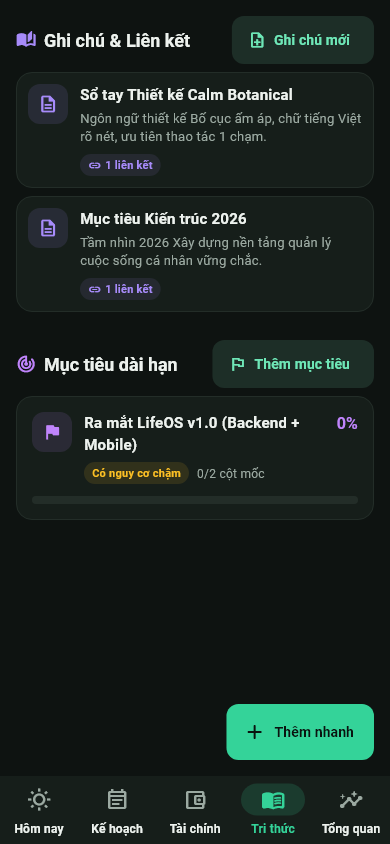 Ghi chú & Liên kết
Ghi chú mới
Sổ tay Thiết kế Calm Botanical
Ngôn ngữ thiết kế Bố cục ấm áp, chữ tiếng Việt
rõ nét, ưu tiên thao tác 1 chạm.
1 liên kết
Mục tiêu Kiến trúc 2026
Tầm nhìn 2026 Xây dựng nền tảng quản lý
cuộc sống cá nhân vững chắc.
1 liên kết
Mục tiêu dài hạn
Thêm mục tiêu
Ra mắt LifeOS v1.0 (Backend +
Mobile)
0%
Có nguy cơ chậm
0/2 cột mốc
Thêm nhanh
Hôm nay
Kế hoạch
Tài chính
Tri thức
Tổng quan